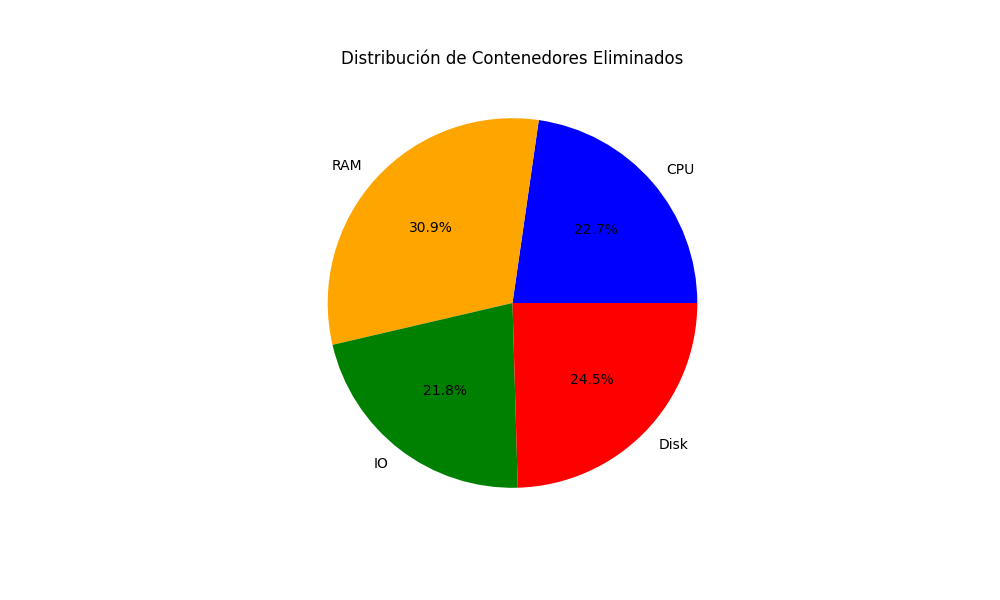 Distribución de Contenedores Eliminados
RAM
CPU
30.9%
22.7%
21.8%
24.5%
IO
Disk